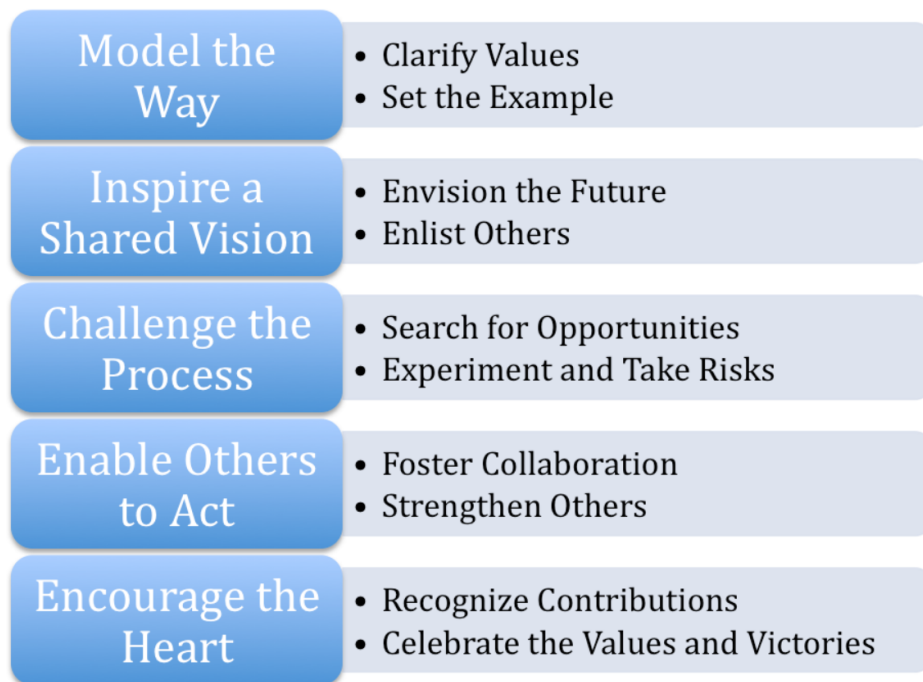 Model the
Way
• Clarify Values
• Set the Example
Inspire a
Shared Vision
• Envision the Future
• Enlist Others
Challenge the
Process
• Search for Opportunities
• Experiment and Take Risks
Enable Others
to Act
• Foster Collaboration
• Strengthen Others
Encourage the
Heart
• Recognize Contributions
• Celebrate the Values and Victories